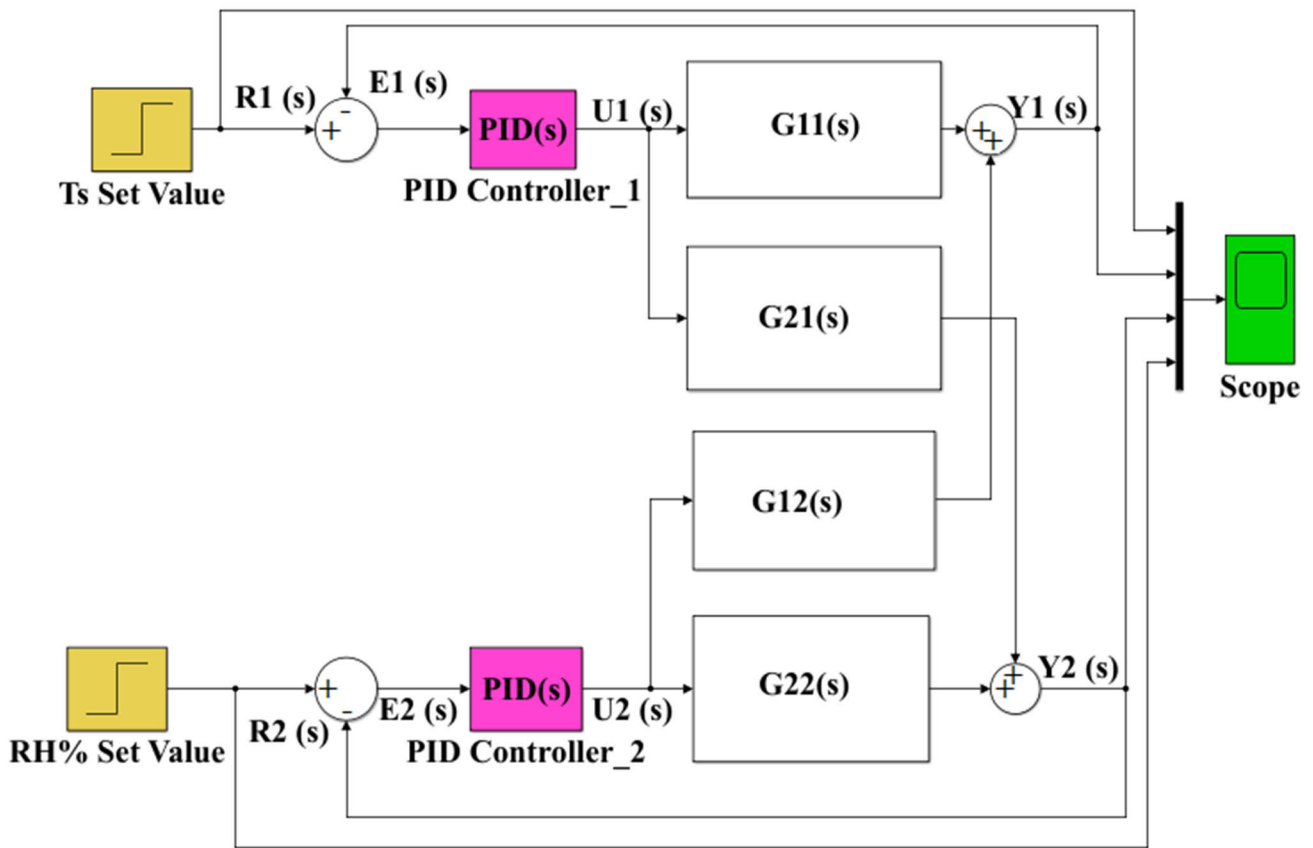 R1 (s)
-
+
E1 (s)
PID(s)
U1 (s)
G11(s)
+
+
Y1 (s)
Ts Set Value
PID Controller_1
G21(s)
Scope
G12(s)
+
-
R2 (s)
E2 (s)
PID(s)
U2 (s)
G22(s)
+
+
Y2 (s)
RH% Set Value
PID Controller_2